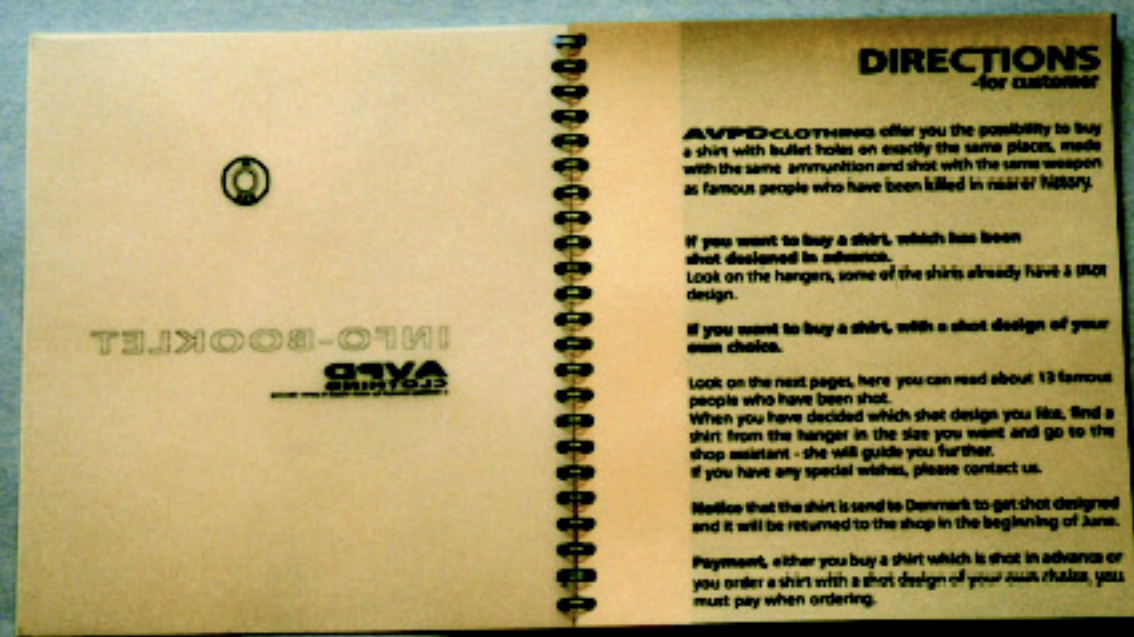 INFO-BOOKLET
AVPD
CLOTHING
DIRECTIONS
-for customer
AVPD CLOTHING offer you the possibility to buy
a shirt with bullet holes on exactly the same places, made
with the same ammunition and shot with the same weapon
as famous people who have been killed in nearer history.
If you want to buy a shirt, which has been
shot designed in advance.
Look on the hangers, some of the shirts already have a shot
design.
If you want to buy a shirt, with a shot design of your
own choice.
Look on the next pages, here you can read about 13 famous
people who have been shot.
When you have decided which shot design you like, find a
shirt from the hanger in the size you want and go to the
shop assistant - she will guide you further.
If you have any special wishes, please contact us.
Notice that the shirt is send to Denmark to get shot designed
and it will be returned to the shop in the beginning of June.
Payment, either you buy a shirt which is shot in advance or
you order a shirt with a shot design of your own choice, you
must pay when ordering.